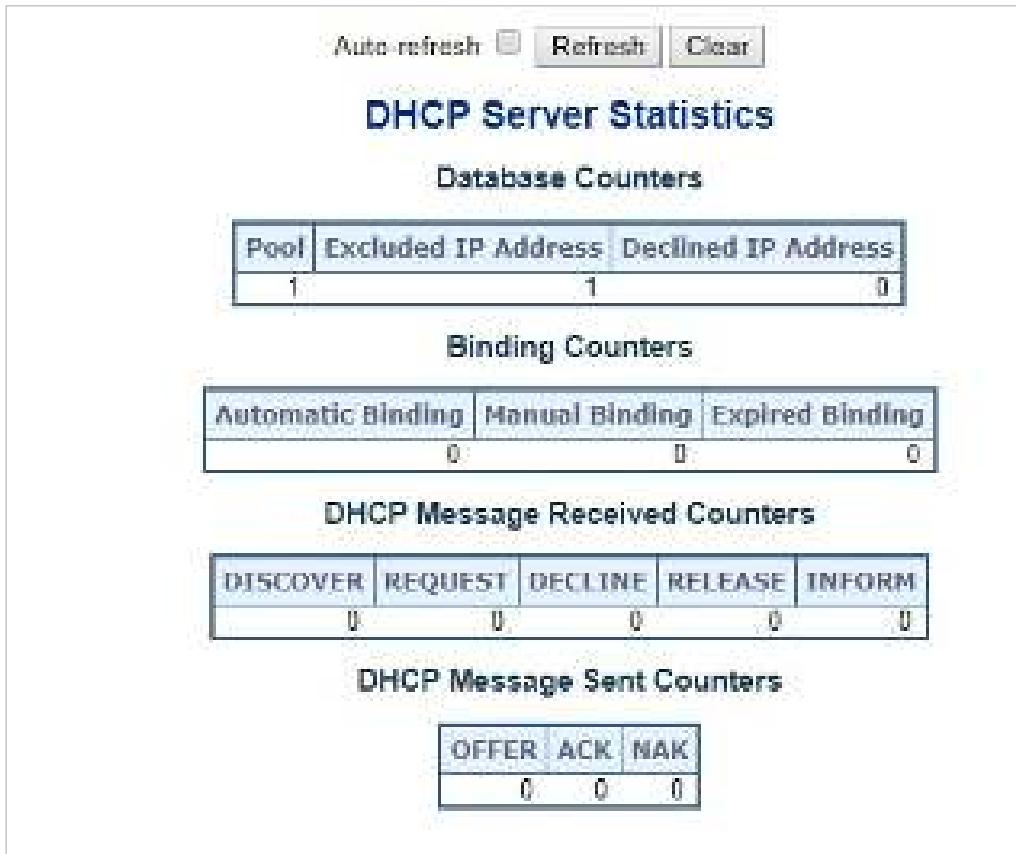 Auto-refresh Refresh Clear
DHCP Server Statistics
Database Counters
Pool Excluded IP Address Declined IP Address
1 1 0
Binding Counters
Automatic Binding Manual Binding Expired Binding
0 0 0
DHCP Message Received Counters
DISCOVER REQUEST DECLINE RELEASE INFORM
0 0 0 0 0
DHCP Message Sent Counters
OFFER ACK NAK
0 0 0